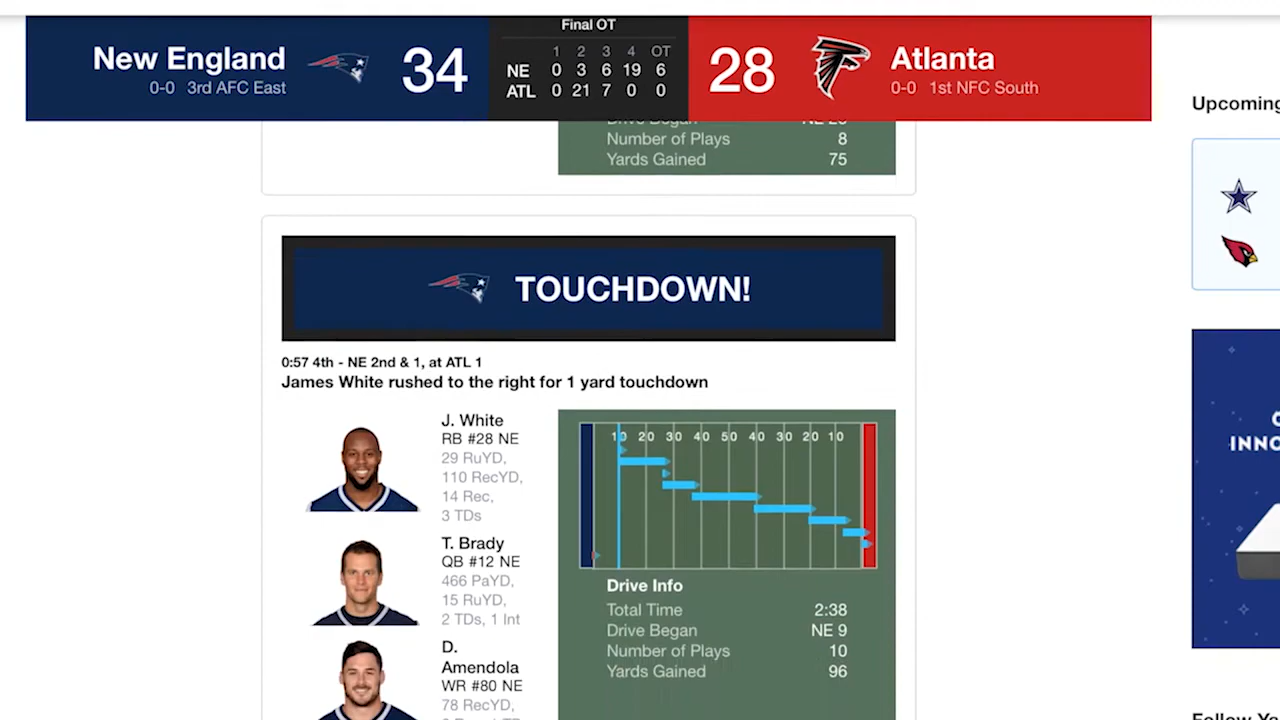 Final OT
New England
0-0 3rd AFC East
34
1 2 3 4 OT
NE 0 3 6 19 6
ATL 0 21 7 0 0
28
Atlanta
0-0 1st NFC South
Upcoming
Drive Began
Number of Plays 8
Yards Gained 75
TOUCHDOWN!
0:57 4th - NE 2nd & 1, at ATL 1
James White rushed to the right for 1 yard touchdown
J. White
RB #28 NE
29 RuYD,
110 RecYD,
14 Rec,
3 TDs
T. Brady
QB #12 NE
466 PaYD,
15 RuYD,
2 TDs, 1 Int
D.
Amendola
WR #80 NE
78 RecYD,
10 20 30 40 50 40 30 20 10
Drive Info
Total Time 2:38
Drive Began NE 9
Number of Plays 10
Yards Gained 96
INNO